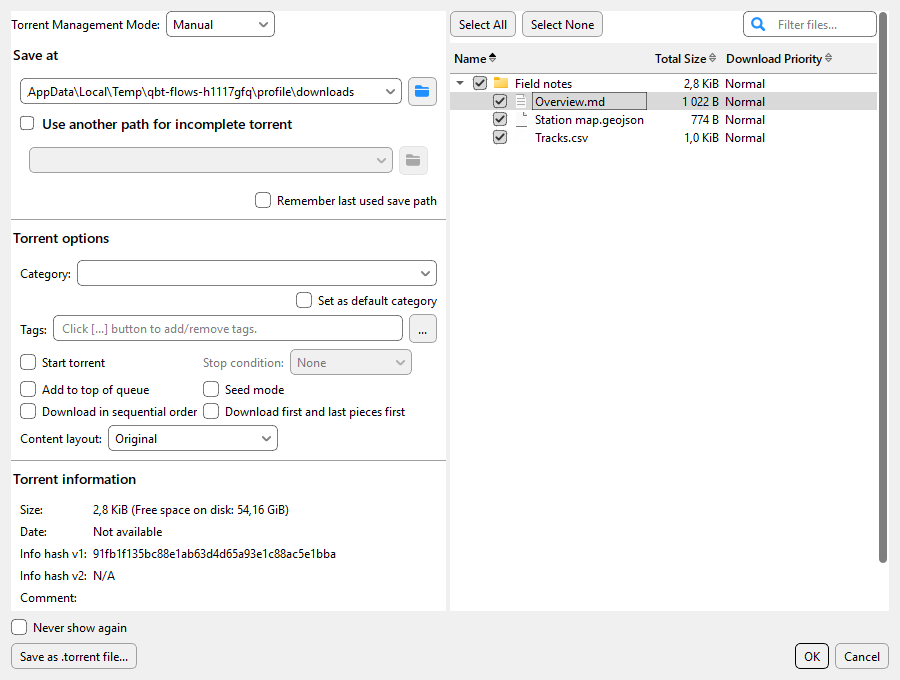 Torrent Management Mode: Manual
Save at
AppData\Local\Temp\qbt-flows-h1117gfq\profile\downloads
Use another path for incomplete torrent
Remember last used save path
Torrent options
Category:
Set as default category
Tags: Click [...] button to add/remove tags. ...
Start torrent Stop condition: None
Add to top of queue Seed mode
Download in sequential order Download first and last pieces first
Content layout: Original
Torrent information
Size: 2,8 KiB (Free space on disk: 54,16 GiB)
Date: Not available
Info hash v1: 91fb1f135bc88e1ab63d4d65a93e1c88ac5e1bba
Info hash v2: N/A
Comment:
Select All Select None Filter files...
Name Total Size Download Priority
Field notes 2,8 KiB Normal
Overview.md 1 022 B Normal
Station map.geojson 774 B Normal
Tracks.csv 1,0 KiB Normal
Never show again
Save as .torrent file... OK Cancel